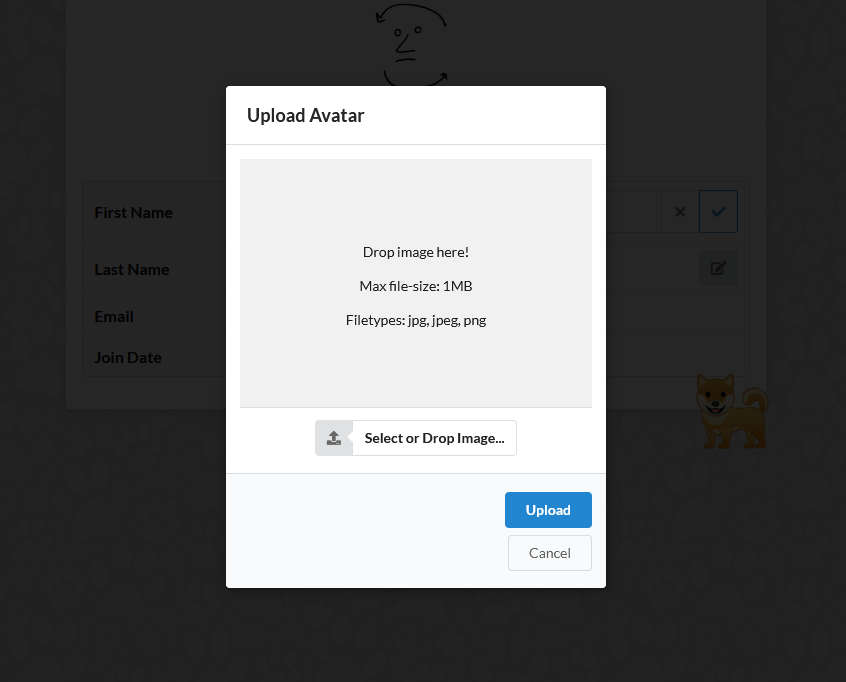 Upload Avatar
Drop image here!
Max file-size: 1MB
Filetypes: jpg, jpeg, png
Select or Drop Image...
Upload
Cancel
First Name
Last Name
Email
Join Date